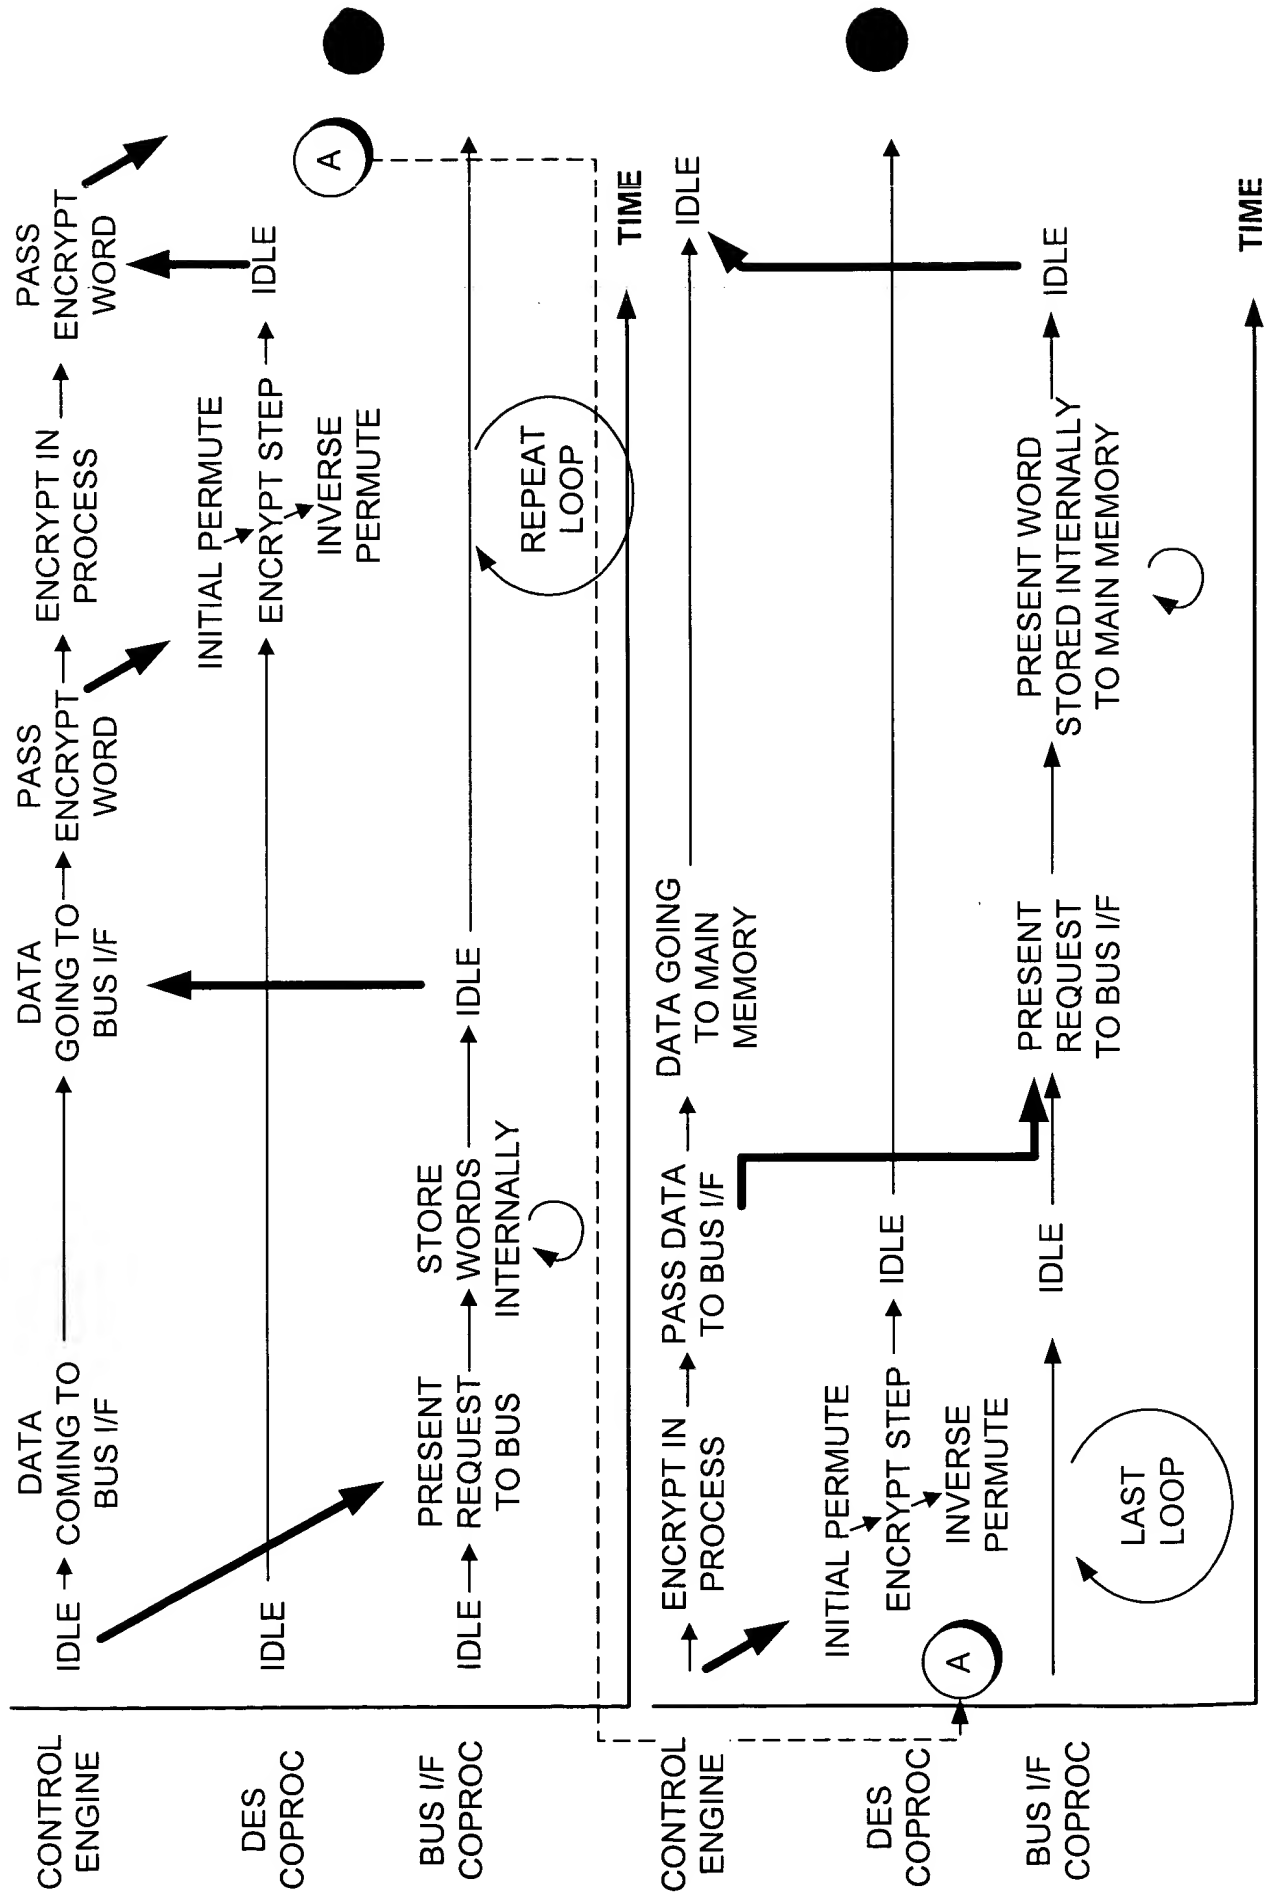 CONTROL
ENGINE
IDLE
DATA
COMING TO
BUS I/F
DATA
GOING TO
BUS I/F
PASS
ENCRYPT
WORD
ENCRYPT IN
PROCESS
PASS
ENCRYPT
WORD
DES
COPROC
IDLE
INITIAL PERMUTE
ENCRYPT STEP
INVERSE
PERMUTE
IDLE
A
BUS I/F
COPROC
IDLE
PRESENT
REQUEST
TO BUS
STORE
WORDS
INTERNALLY
IDLE
REPEAT
LOOP
TIME
CONTROL
ENGINE
ENCRYPT IN
PROCESS
PASS DATA
TO BUS I/F
DATA GOING
TO MAIN
MEMORY
IDLE
DES
COPROC
INITIAL PERMUTE
ENCRYPT STEP
INVERSE
PERMUTE
IDLE
A
BUS I/F
COPROC
IDLE
PRESENT
REQUEST
TO BUS I/F
PRESENT WORD
STORED INTERNALLY
TO MAIN MEMORY
IDLE
LAST
LOOP
TIME